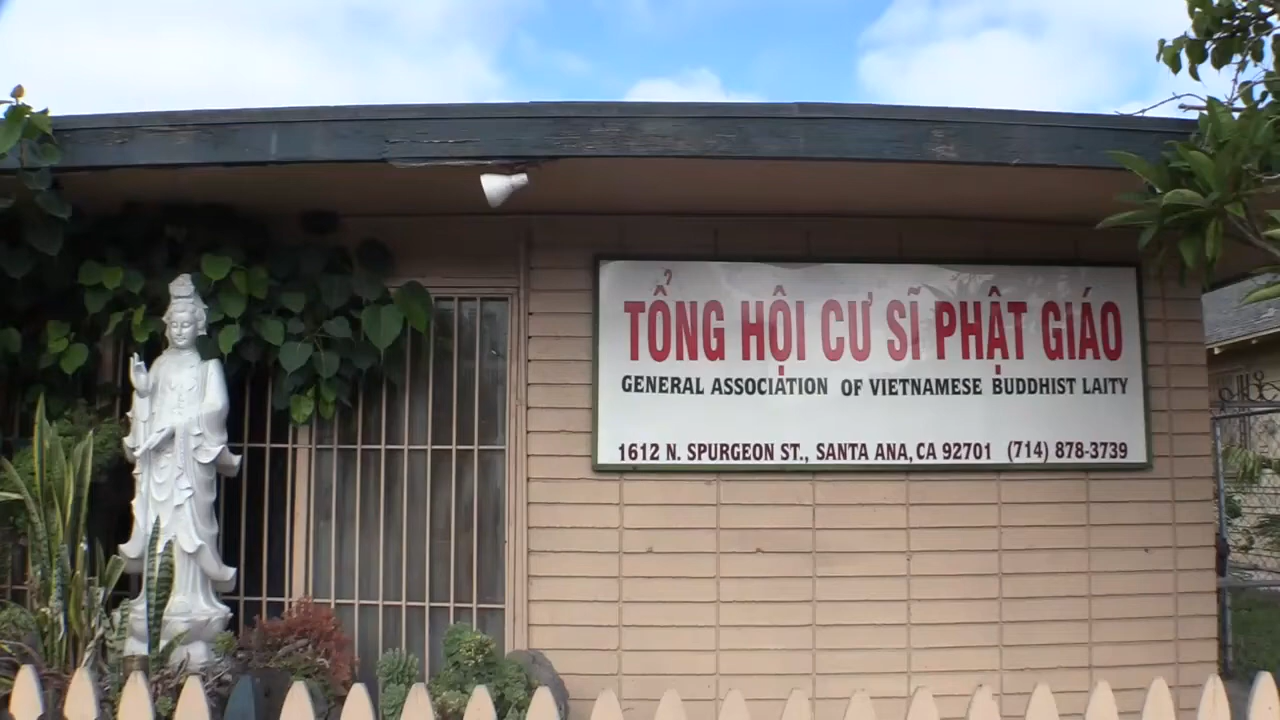 TỔNG HỘI CƯ SĨ PHẬT GIÁO
GENERAL ASSOCIATION OF VIETNAMESE BUDDHIST LAITY
1612 N. SPURGEON ST., SANTA ANA, CA 92701 (714) 878-3739